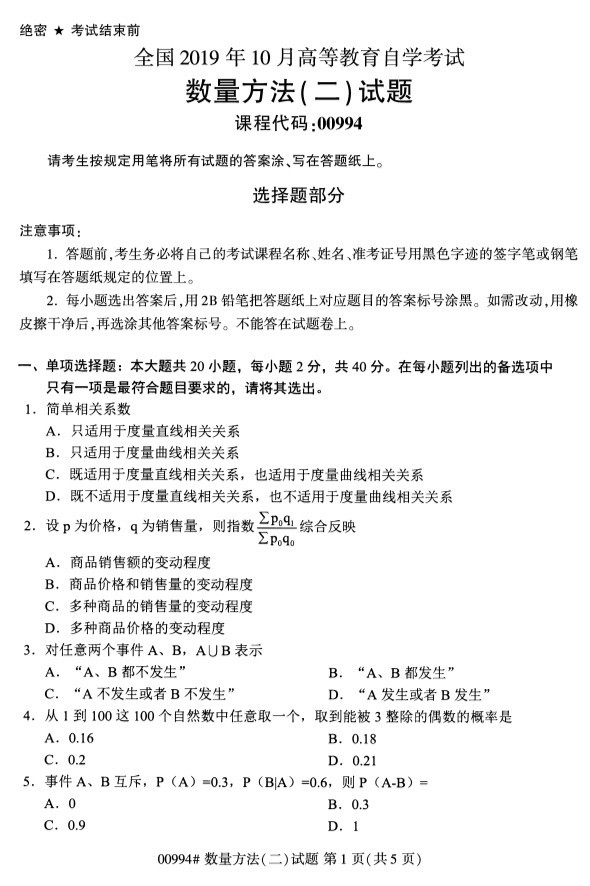 绝密 ★ 考试结束前
全国 2019 年 10 月高等教育自学考试
数量方法(二)试题
课程代码:00994
请考生按规定用笔将所有试题的答案涂、写在答题纸上。
选择题部分
注意事项:
1. 答题前,考生务必将自己的考试课程名称、姓名、准考证号用黑色字迹的签字笔或钢笔
填写在答题纸规定的位置上。
2. 每小题选出答案后,用 2B 铅笔把答题纸上对应题目的答案标号涂黑。如需改动,用橡
皮擦干净后,再选涂其他答案标号。不能答在试题卷上。
一、单项选择题:本大题共 20 小题,每小题 2 分,共 40 分。在每小题列出的备选项中
只有一项是最符合题目要求的,请将其选出。
1. 简单相关系数
A. 只适用于度量直线相关关系
B. 只适用于度量曲线相关关系
C. 既适用于度量直线相关关系,也适用于度量曲线相关关系
D. 既不适用于度量直线相关关系,也不适用于度量曲线相关关系
2. 设 p 为价格,q 为销售量,则指数 ∑p₀q₁/∑p₀q₀ 综合反映
A. 商品销售额的变动程度
B. 商品价格和销售量的变动程度
C. 多种商品的销售量的变动程度
D. 多种商品价格的变动程度
3. 对任意两个事件 A、B,A∪B 表示
A. “A、B 都不发生” B. “A、B 都发生”
C. “A 不发生或者 B 不发生” D. “A 发生或者 B 发生”
4. 从 1 到 100 这 100 个自然数中任意取一个,取到能被 3 整除的偶数的概率是
A. 0.16 B. 0.18
C. 0.2 D. 0.21
5. 事件 A、B 互斥,P(A)=0.3,P(B|A)=0.6,则 P(A-B)=
A. 0 B. 0.3
C. 0.9 D. 1
00994# 数量方法(二)试题 第 1 页(共 5 页)